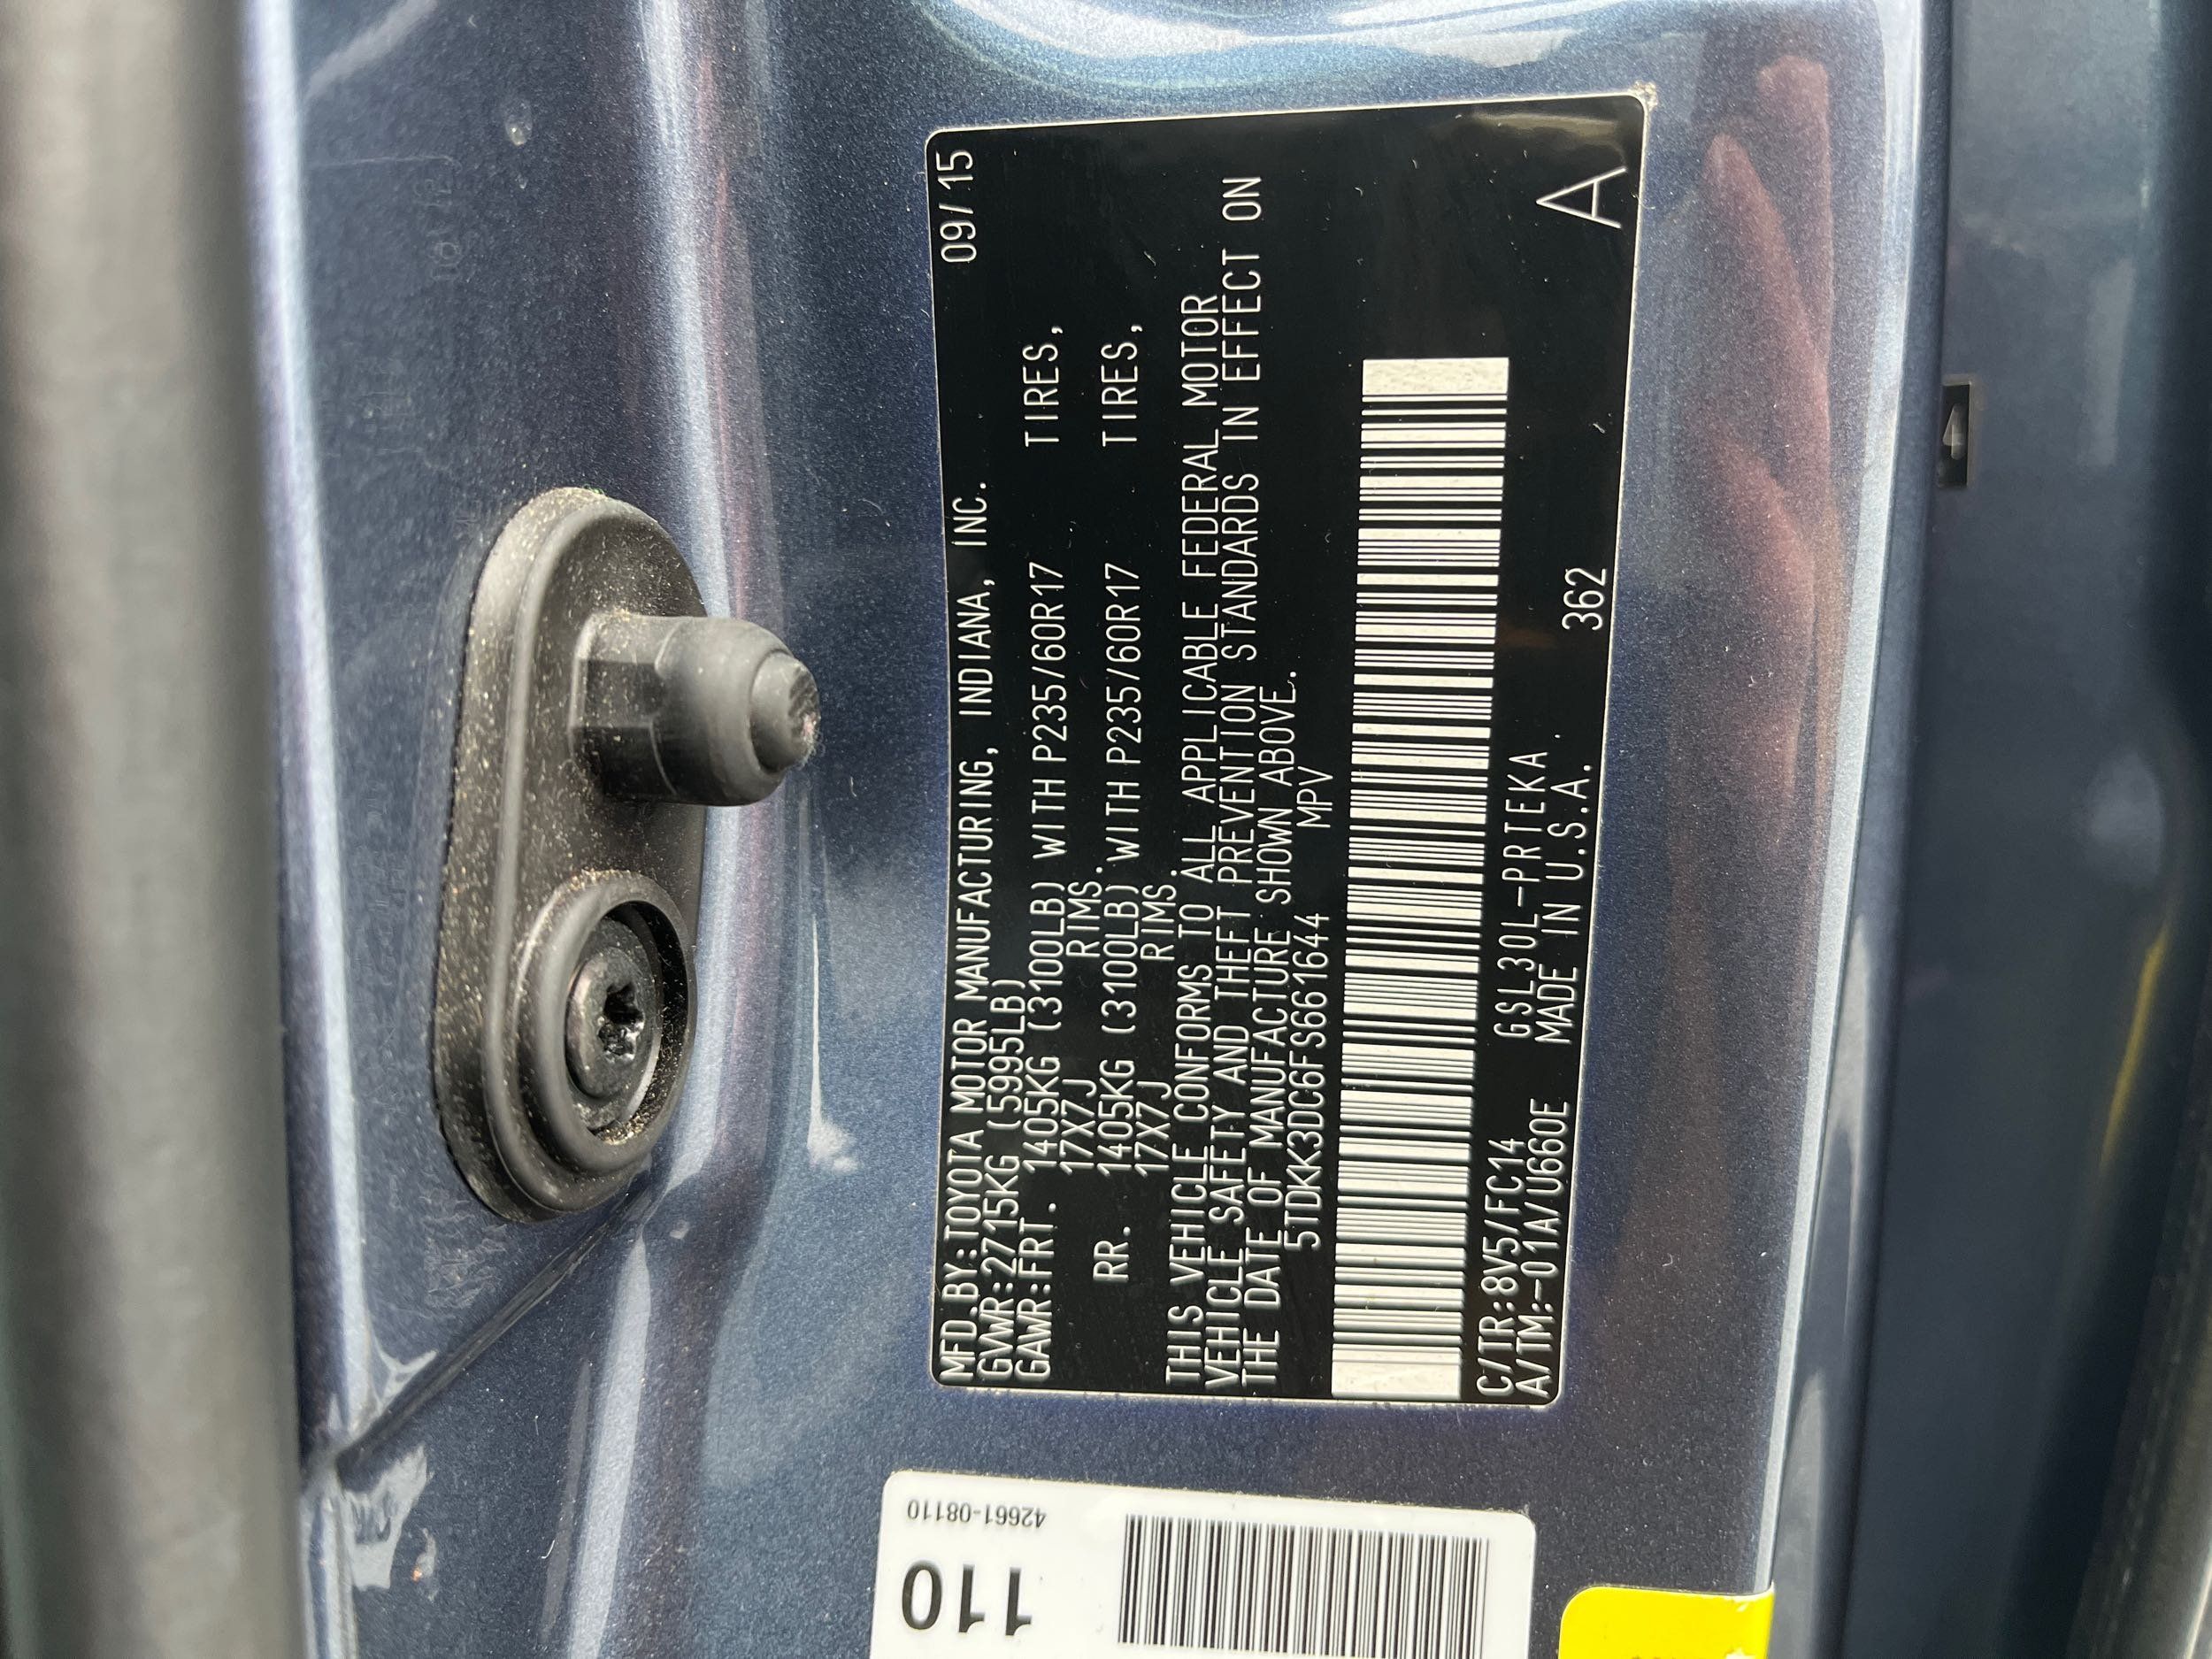 MFD.BY:TOYOTA MOTOR MANUFACTURING, INDIANA, INC. 09/15
GVWR:2715KG (5995LB)
GAWR:FRT. 1405KG (3100LB) WITH P235/60R17 TIRES,
17X7J RIMS.
RR. 1405KG (3100LB) WITH P235/60R17 TIRES,
17X7J RIMS.
THIS VEHICLE CONFORMS TO ALL APPLICABLE FEDERAL MOTOR
VEHICLE SAFETY AND THEFT PREVENTION STANDARDS IN EFFECT ON
THE DATE OF MANUFACTURE SHOWN ABOVE.
5TDKK3DC6FS661644 MPV
C/TR:8V5/FC14 GSL30L-PRTEKA
A/TM:-01A/U660E MADE IN U.S.A. 362 A
4
42661-08110
110